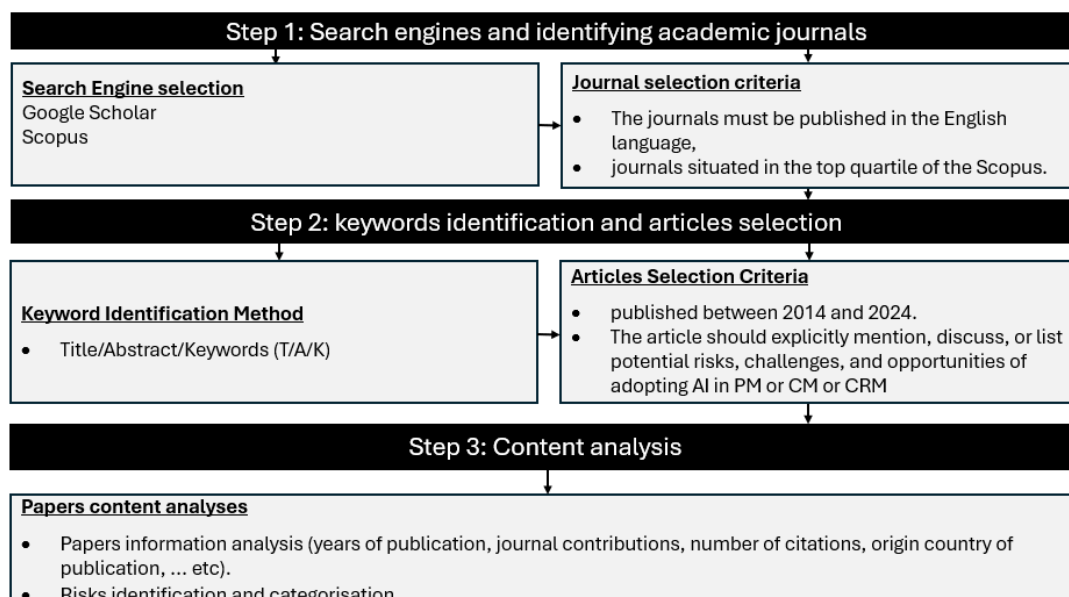 Step 1: Search engines and identifying academic journals
Search Engine selection
Google Scholar
Scopus
Journal selection criteria
• The journals must be published in the English
language,
• journals situated in the top quartile of the Scopus.
Step 2: keywords identification and articles selection
Keyword Identification Method
• Title/Abstract/Keywords (T/A/K)
Articles Selection Criteria
• published between 2014 and 2024.
• The article should explicitly mention, discuss, or list
potential risks, challenges, and opportunities of
adopting AI in PM or CM or CRM
Step 3: Content analysis
Papers content analyses
• Papers information analysis (years of publication, journal contributions, number of citations, origin country of
publication, ... etc).
• Risks identification and categorisation